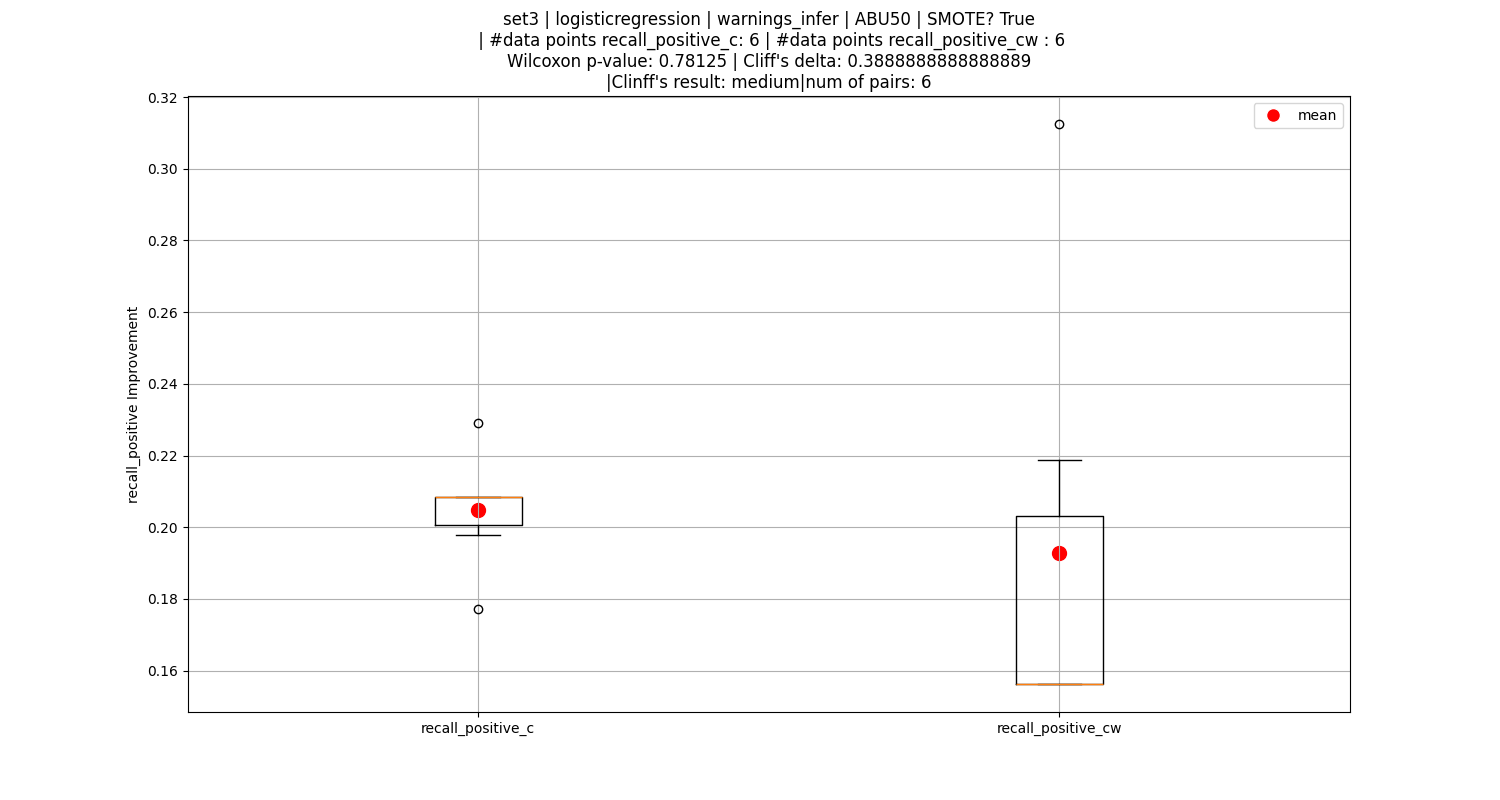 set3 | logisticregression | warnings_infer | ABU50 | SMOTE? True
| #data points recall_positive_c: 6 | #data points recall_positive_cw : 6
Wilcoxon p-value: 0.78125 | Cliff's delta: 0.3888888888888889
|Clinff's result: medium|num of pairs: 6
mean
0.32
0.30
0.28
0.26
0.24
0.22
0.20
0.18
0.16
recall_positive Improvement
recall_positive_c
recall_positive_cw